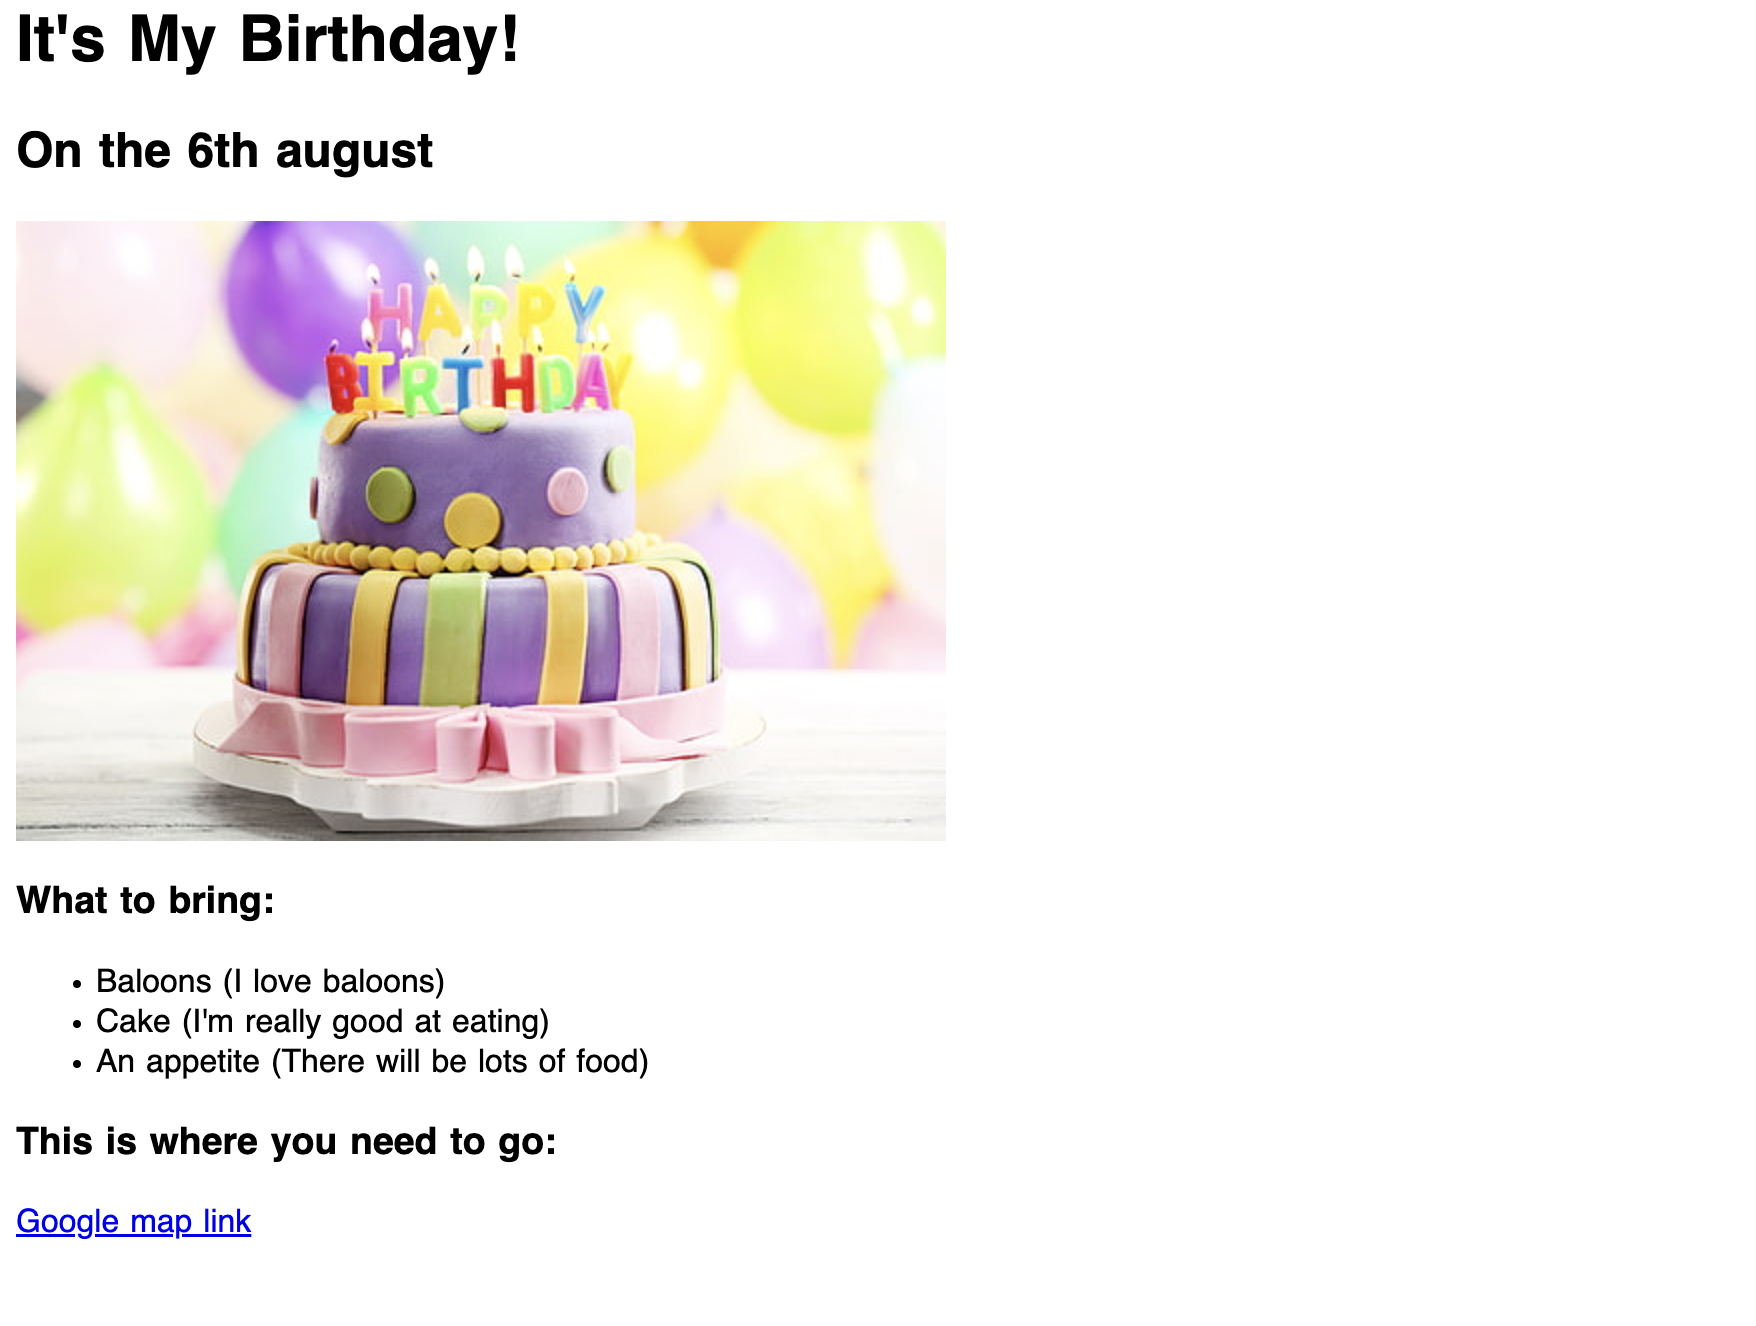 It's My Birthday!
On the 6th august
HAPPY
BIRTHDAY
What to bring:
Baloons (I love baloons)
Cake (I'm really good at eating)
An appetite (There will be lots of food)
This is where you need to go:
Google map link